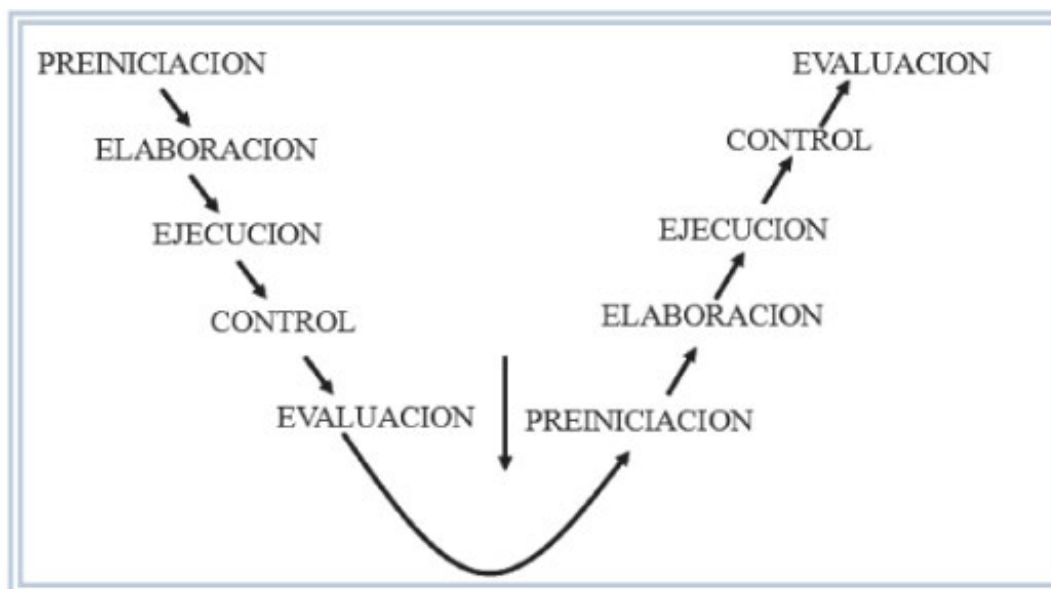 PREINICIACION
ELABORACION
EJECUCION
CONTROL
EVALUACION
PREINICIACION
ELABORACION
EJECUCION
CONTROL
EVALUACION